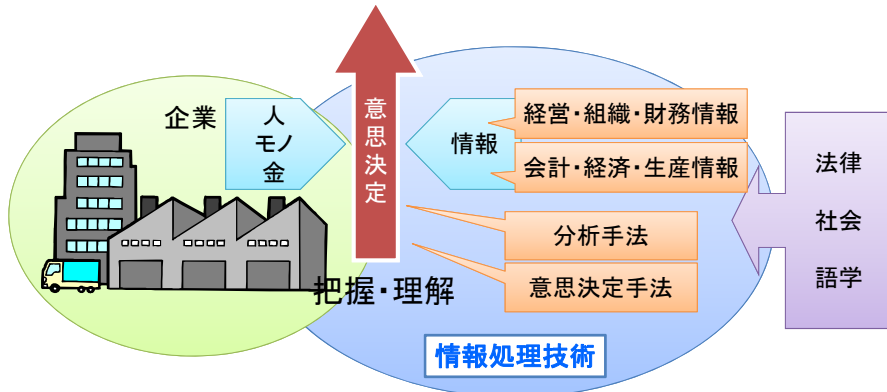 企業
人
モノ
金
意思決定
情報
経営・組織・財務情報
会計・経済・生産情報
分析手法
意思決定手法
把握・理解
情報処理技術
法律
社会
語学